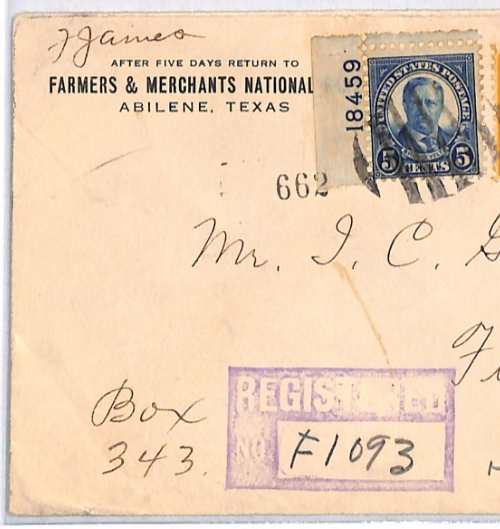 F James
AFTER FIVE DAYS RETURN TO
FARMERS & MERCHANTS NATIONAL
ABILENE, TEXAS
18459
UNITED STATES POSTAGE
5 CENTS 5
662
Mr. I. C.
REGISTERED
NO. F1093
Box
343.